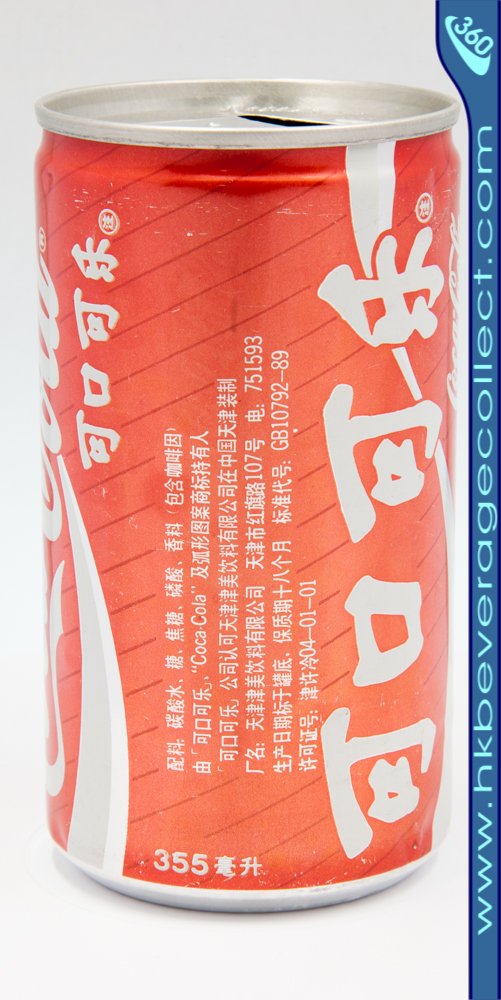 可口可乐 注
配料：碳酸水、糖、焦糖、磷酸、香料（包含咖啡因）
由「可口可乐」、“Coca-Cola”及弧形图案商标持有人
「可口可乐」公司认可天津津美饮料有限公司在中国天津装制
厂名：天津津美饮料有限公司 天津市红旗路107号 电：751593
生产日期标于罐底，保质期十八个月 标准代号：GB10792-89
许可证号：津许冷04-01-01
可口可乐 注
355毫升
360
www.hkbeveragecollect.com